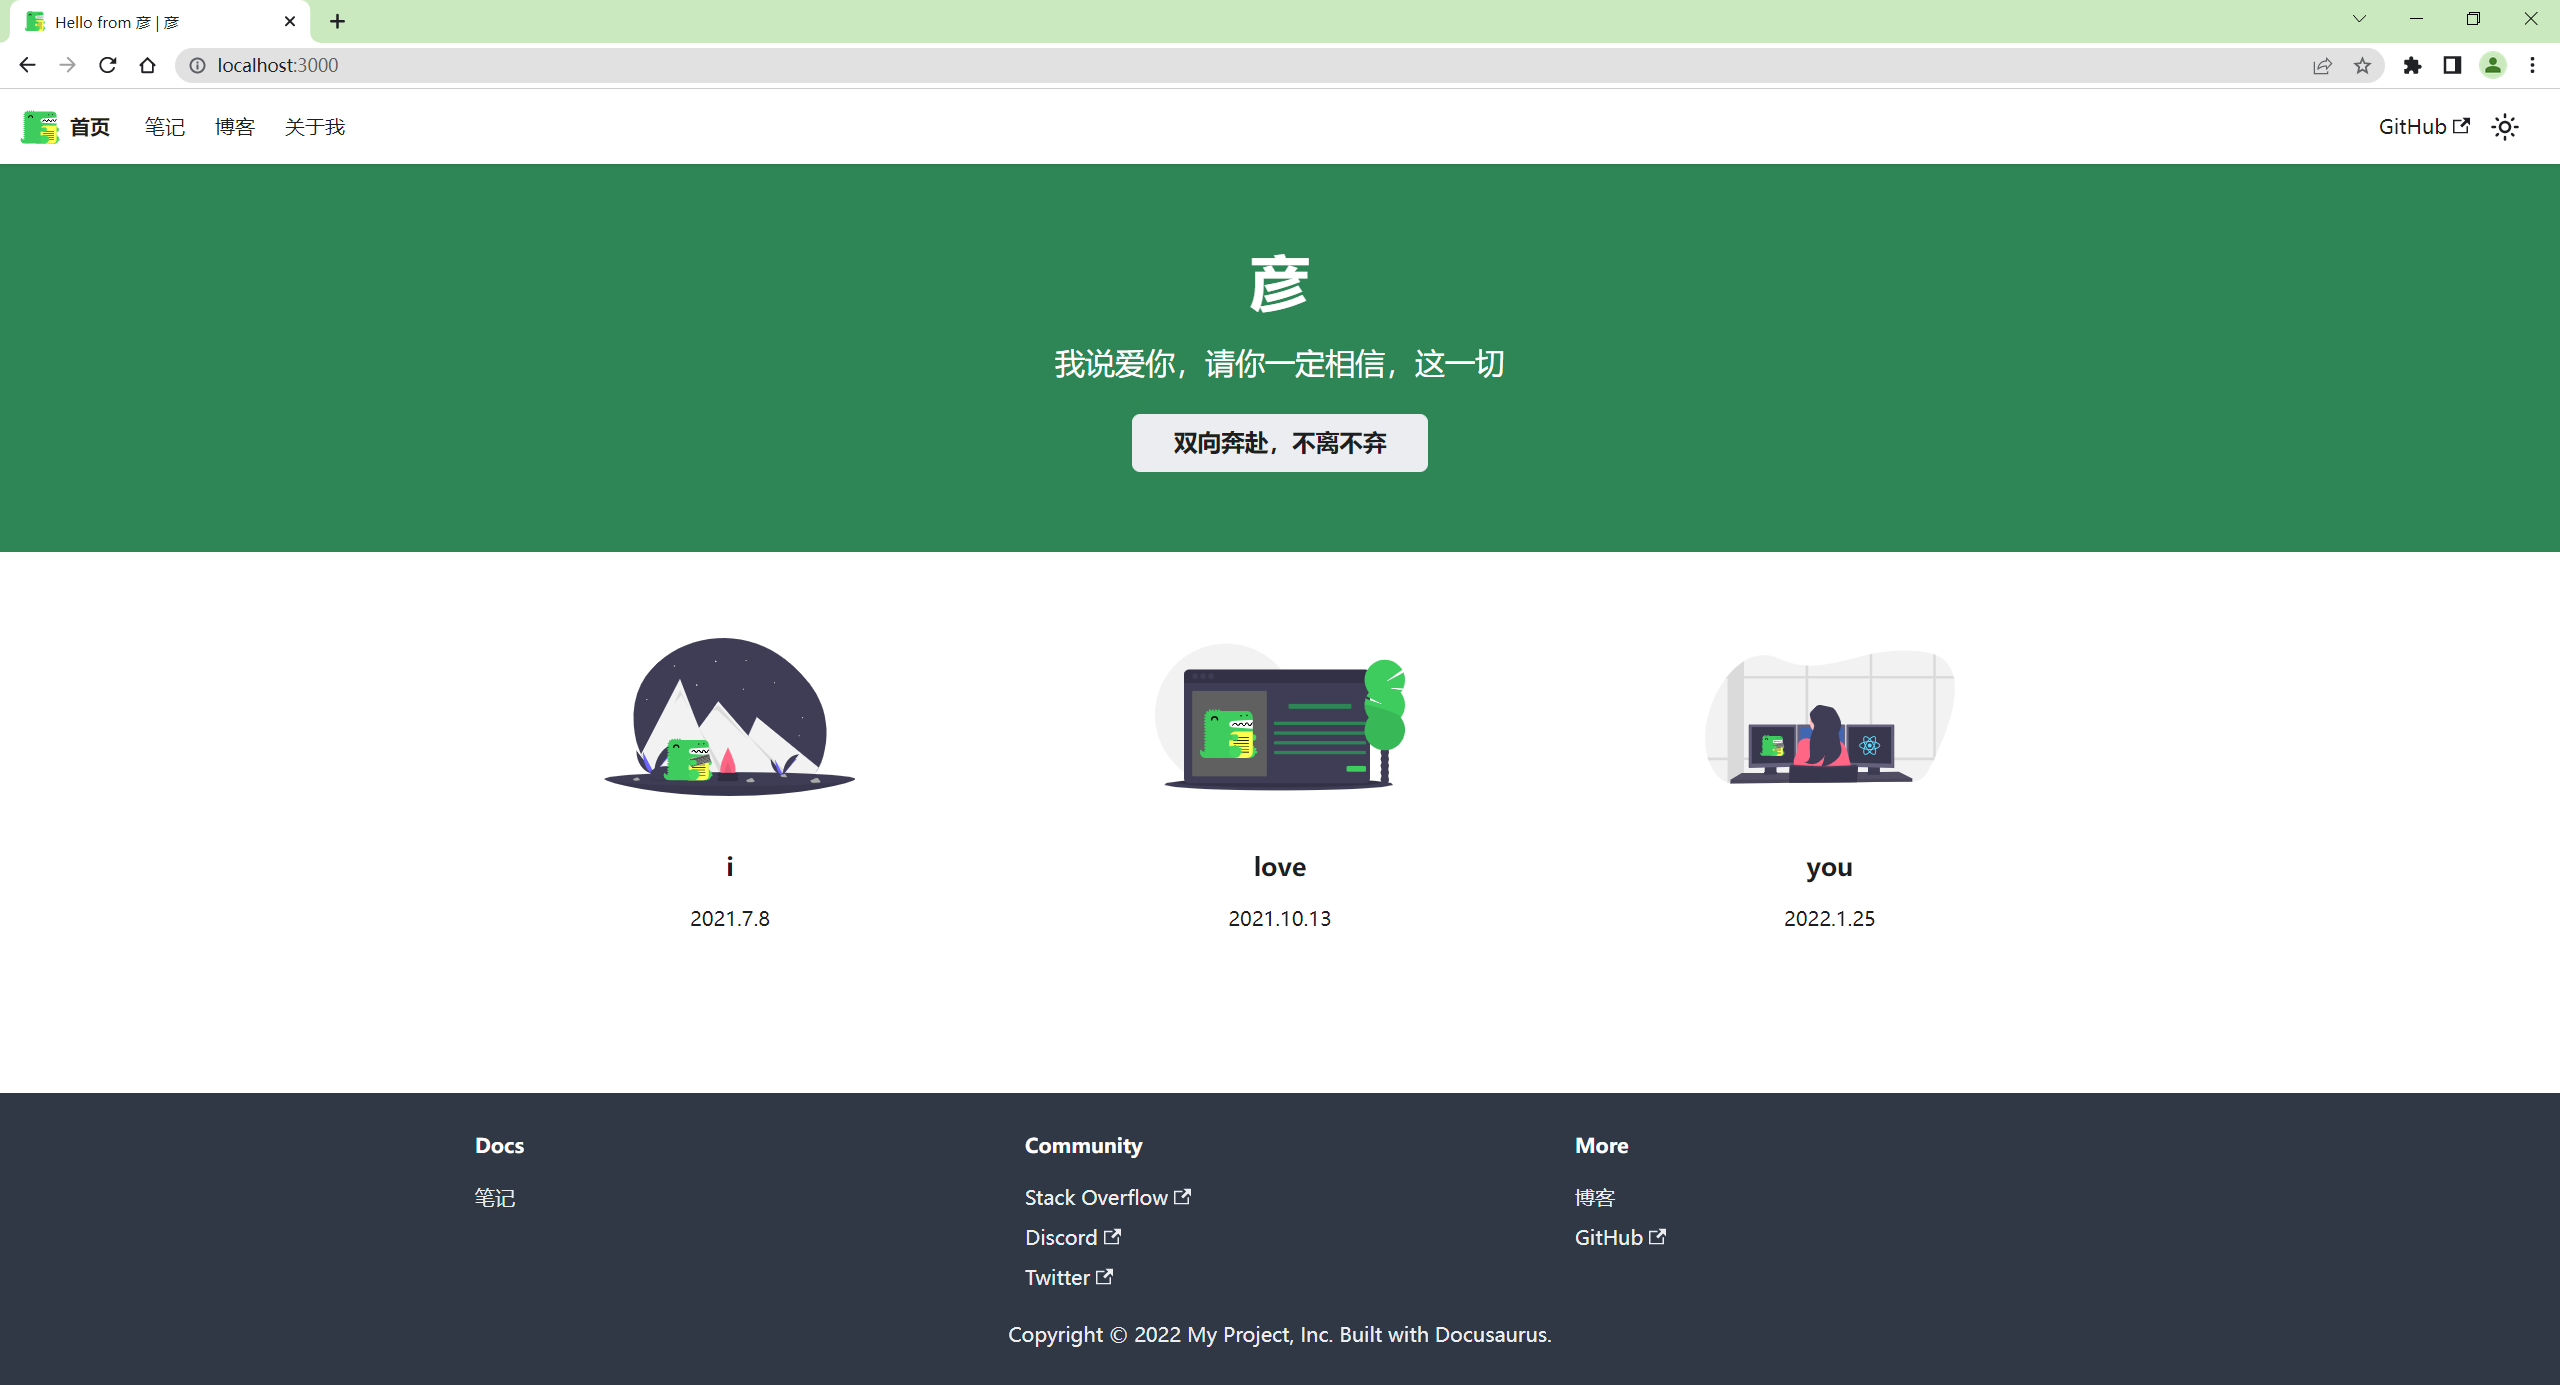 Hello from 彦 | 彦
localhost:3000
首页 笔记 博客 关于我 GitHub
彦
我说爱你，请你一定相信，这一切
双向奔赴，不离不弃
i love you
2021.7.8 2021.10.13 2022.1.25
Docs Community More
笔记 Stack Overflow 博客
Discord GitHub
Twitter
Copyright © 2022 My Project, Inc. Built with Docusaurus.